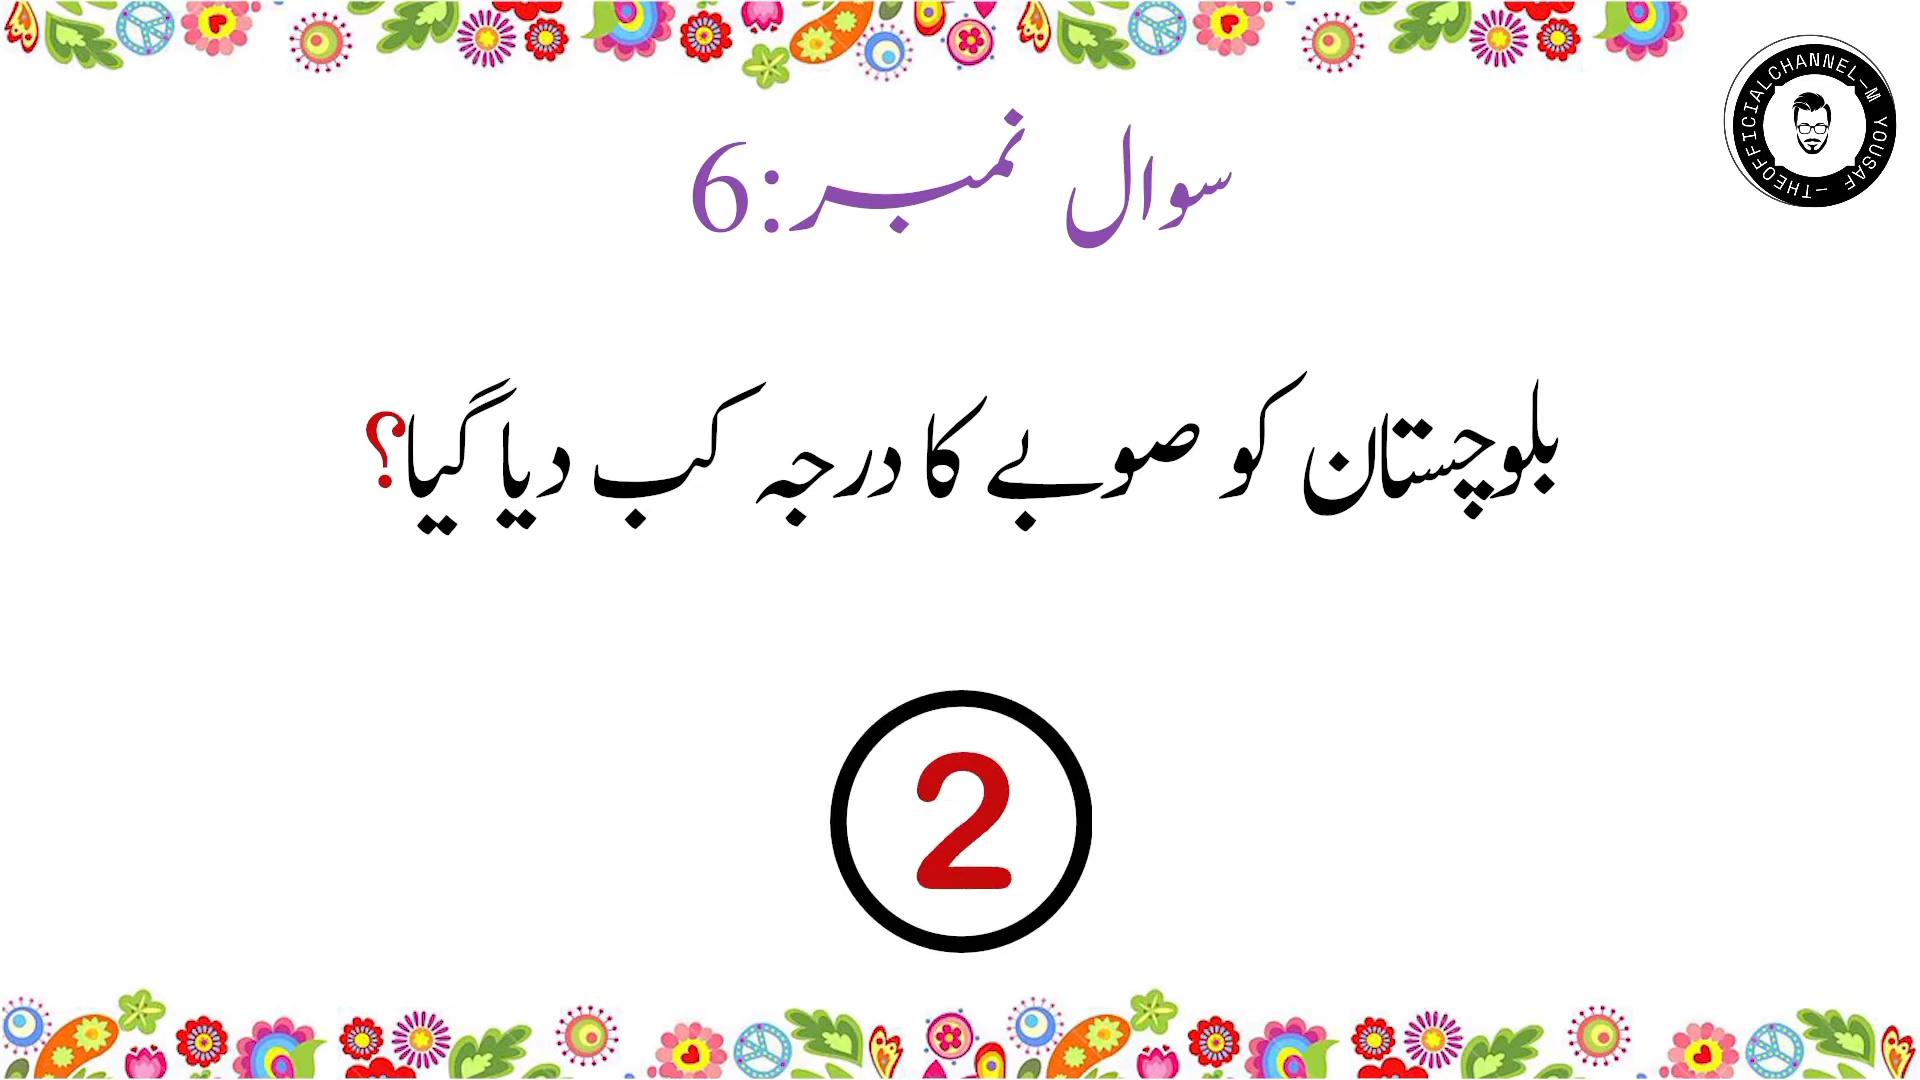 سوال نمبر:6
THEOFFICIALCHANNEL-M YOUSAF -
بلوچستان کو صوبے کا درجہ کب دیا گیا؟
2